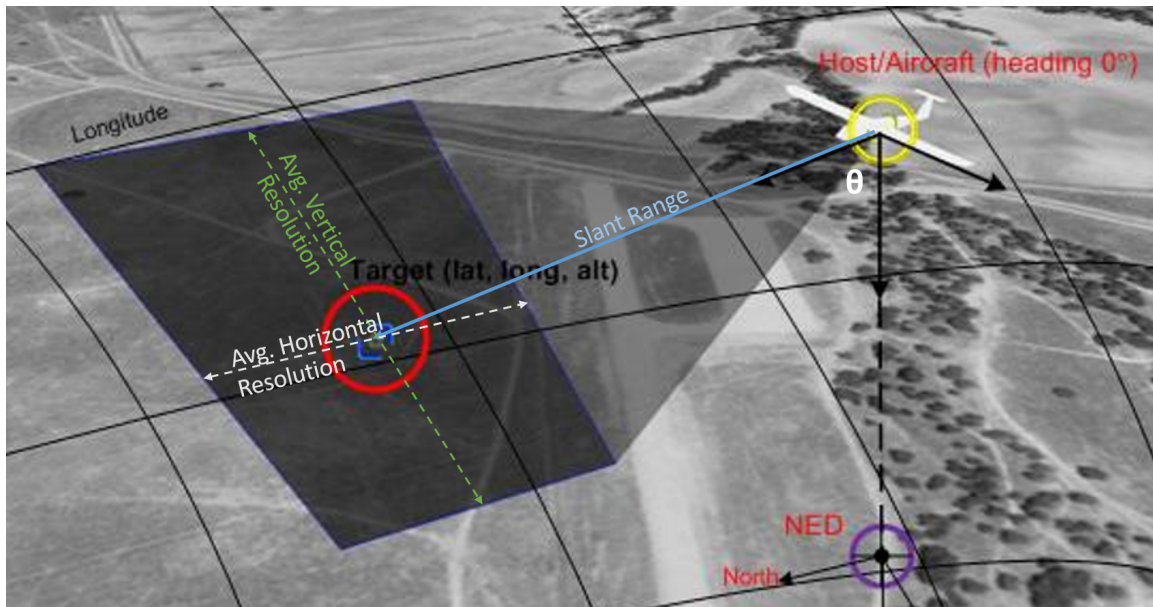 Host/Aircraft (heading 0°)
Longitude
Avg. Vertical
Resolution
θ
Slant Range
Target (lat, long, alt)
Avg. Horizontal
Resolution
NED
North